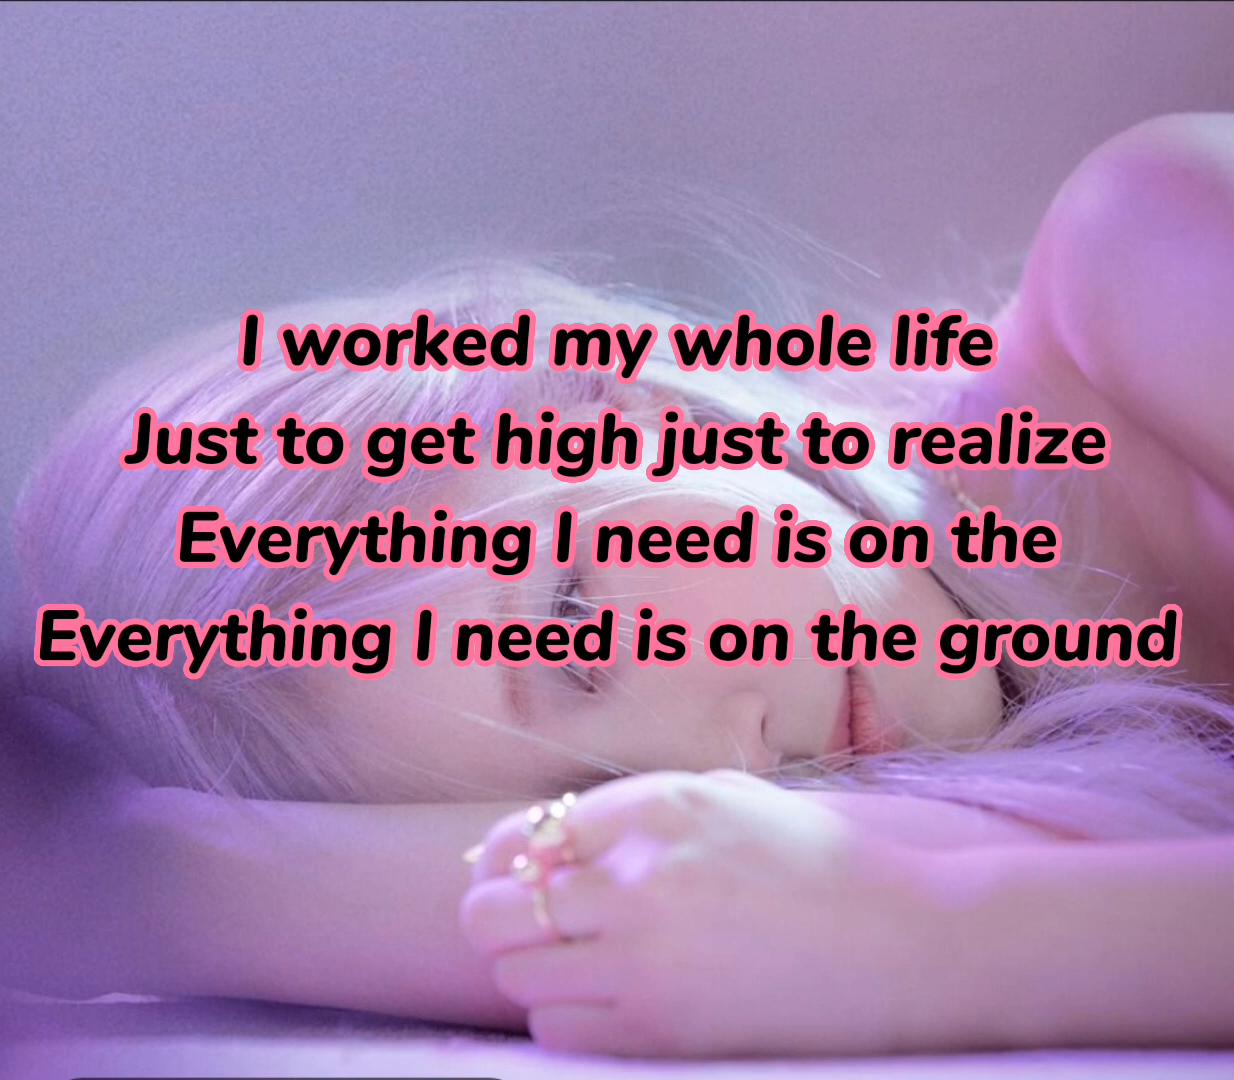 I worked my whole life
Just to get high just to realize
Everything I need is on the
Everything I need is on the ground